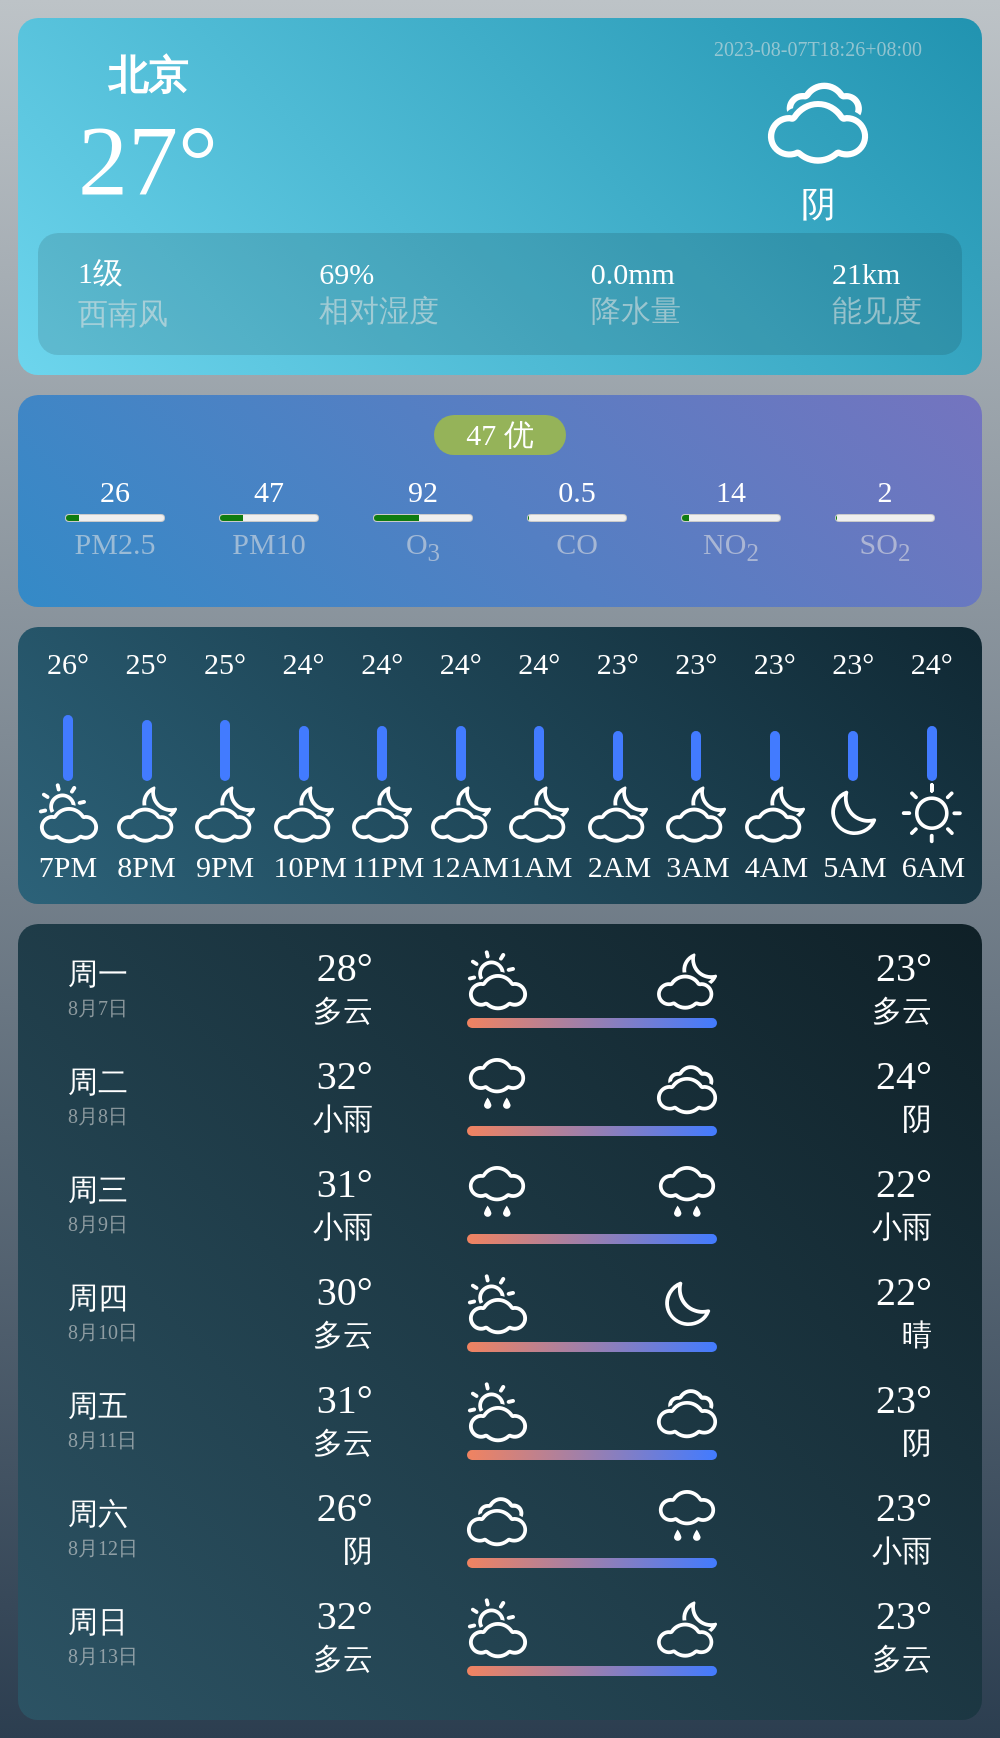 北京
2023-08-07T18:26+08:00
27°
阴
1级 69% 0.0mm 21km
西南风 相对湿度 降水量 能见度
47 优
26 47 92 0.5 14 2
PM2.5 PM10 O3 CO NO2 SO2
26° 25° 25° 24° 24° 24° 24° 23° 23° 23° 23° 24°
7PM 8PM 9PM 10PM 11PM 12AM 1AM 2AM 3AM 4AM 5AM 6AM
周一 28° 23°
8月7日 多云 多云
周二 32° 24°
8月8日 小雨 阴
周三 31° 22°
8月9日 小雨 小雨
周四 30° 22°
8月10日 多云 晴
周五 31° 23°
8月11日 多云 阴
周六 26° 23°
8月12日 阴 小雨
周日 32° 23°
8月13日 多云 多云